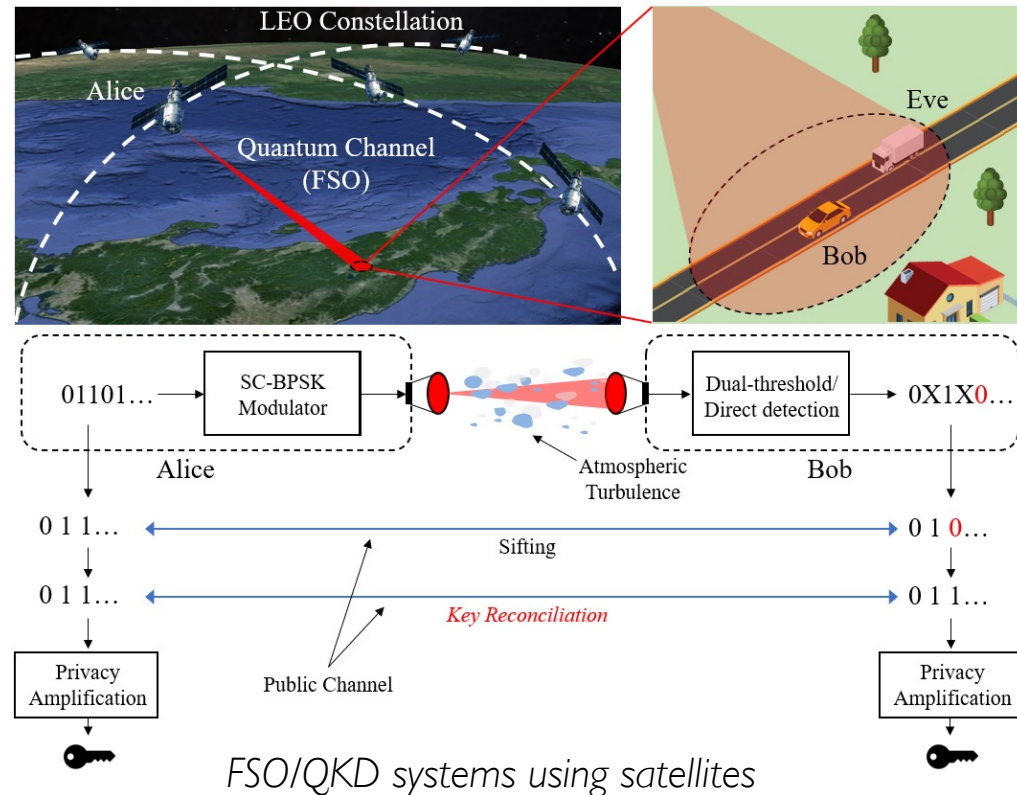 LEO Constellation
Alice
Quantum Channel
(FSO)
Eve
Bob
01101...
SC-BPSK
Modulator
Dual-threshold/
Direct detection
0X1X0...
Alice
Atmospheric
Turbulence
Bob
0 1 1...
Sifting
0 1 0...
0 1 1...
Key Reconciliation
0 1 1...
Privacy
Amplification
Public Channel
Privacy
Amplification
FSO/QKD systems using satellites